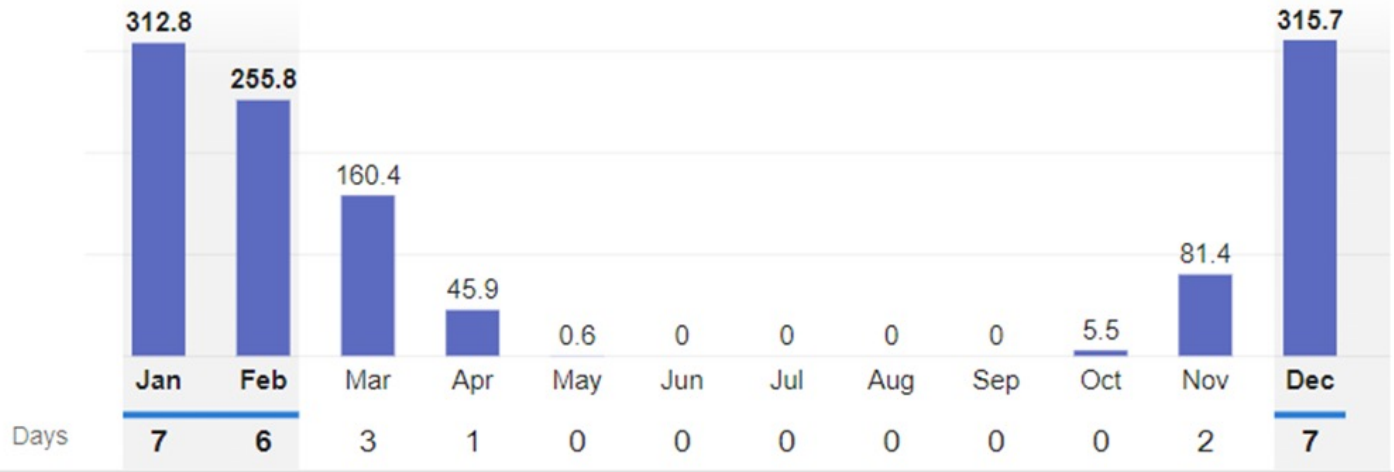 312.8 255.8 160.4 45.9 0.6 0 0 0 0 5.5 81.4 315.7
Jan Feb Mar Apr May Jun Jul Aug Sep Oct Nov Dec
Days 7 6 3 1 0 0 0 0 0 0 2 7